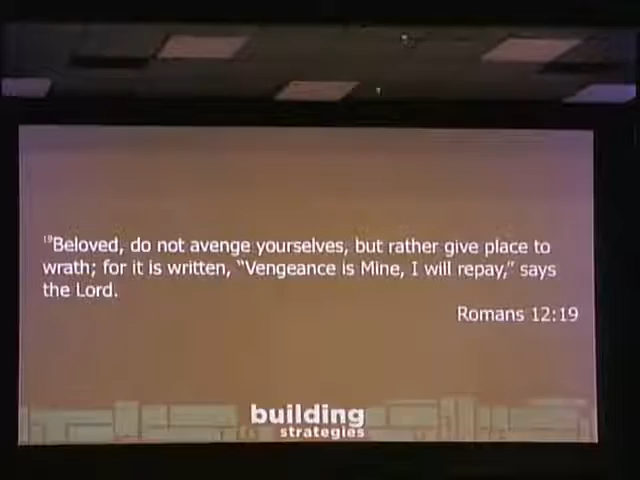 19Beloved, do not avenge yourselves, but rather give place to
wrath; for it is written, “Vengeance is Mine, I will repay,” says
the Lord.
Romans 12:19
building
strategies